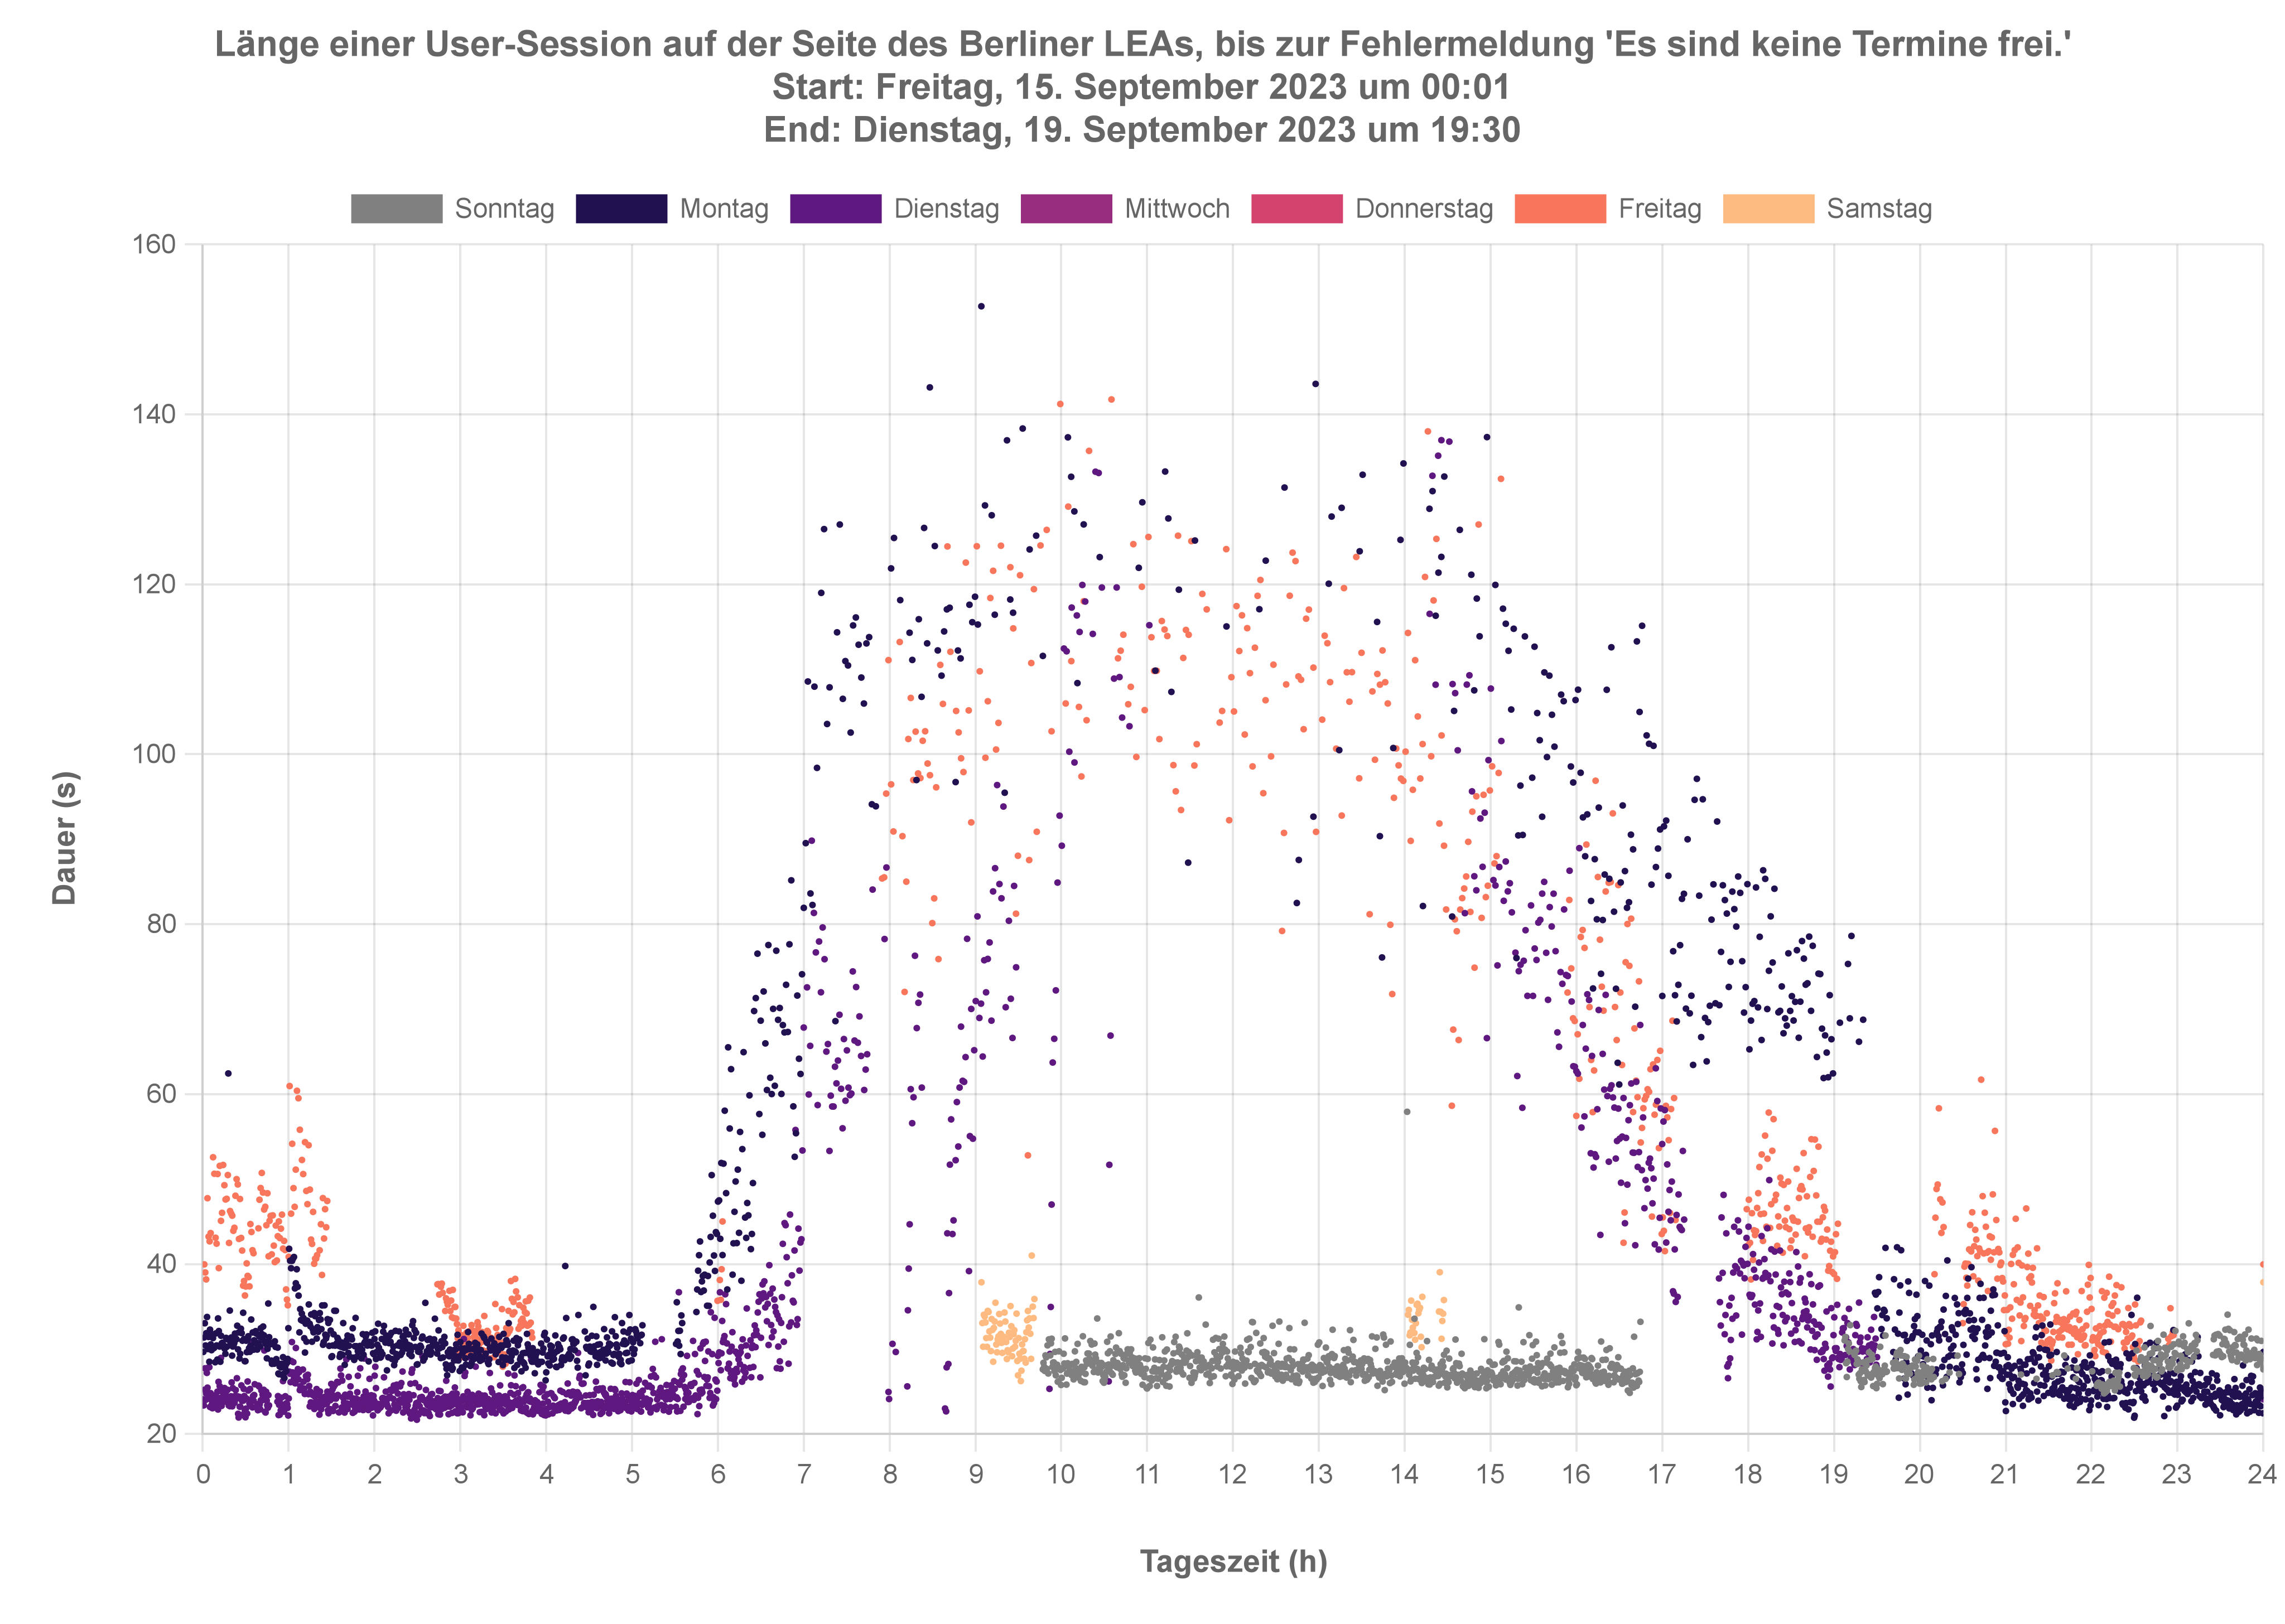 Länge einer User-Session auf der Seite des Berliner LEAs, bis zur Fehlermeldung 'Es sind keine Termine frei.'
Start: Freitag, 15. September 2023 um 00:01
End: Dienstag, 19. September 2023 um 19:30
Sonntag Montag Dienstag Mittwoch Donnerstag Freitag Samstag
160
140
120
100
80
60
40
20
Dauer (s)
0 1 2 3 4 5 6 7 8 9 10 11 12 13 14 15 16 17 18 19 20 21 22 23 24
Tageszeit (h)